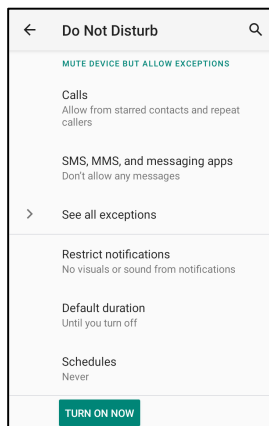 Do Not Disturb
MUTE DEVICE BUT ALLOW EXCEPTIONS
Calls
Allow from starred contacts and repeat
callers
SMS, MMS, and messaging apps
Don't allow any messages
See all exceptions
Restrict notifications
No visuals or sound from notifications
Default duration
Until you turn off
Schedules
Never
TURN ON NOW